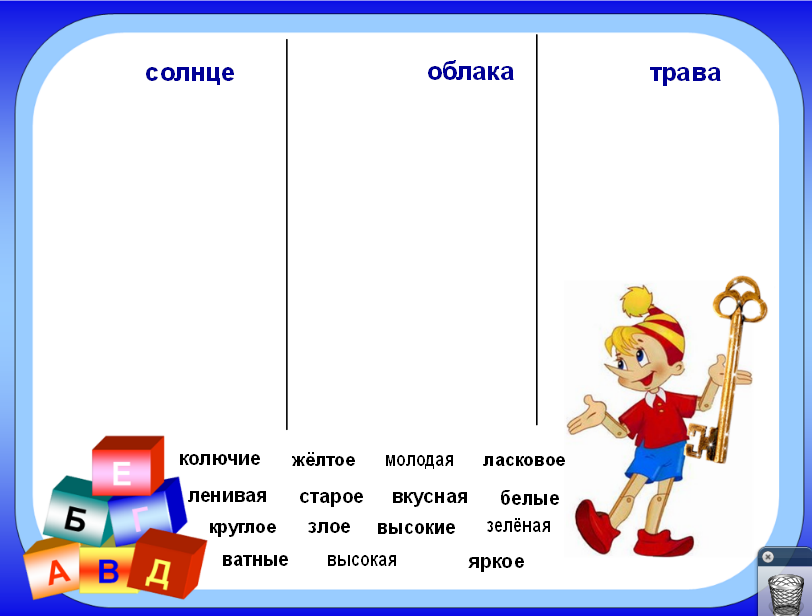 солнце облака трава
колючие жёлтое молодая ласковое
ленивая старое вкусная белые
круглое злое высокие зелёная
ватные высокая яркое
Е
Б Г
А В Д